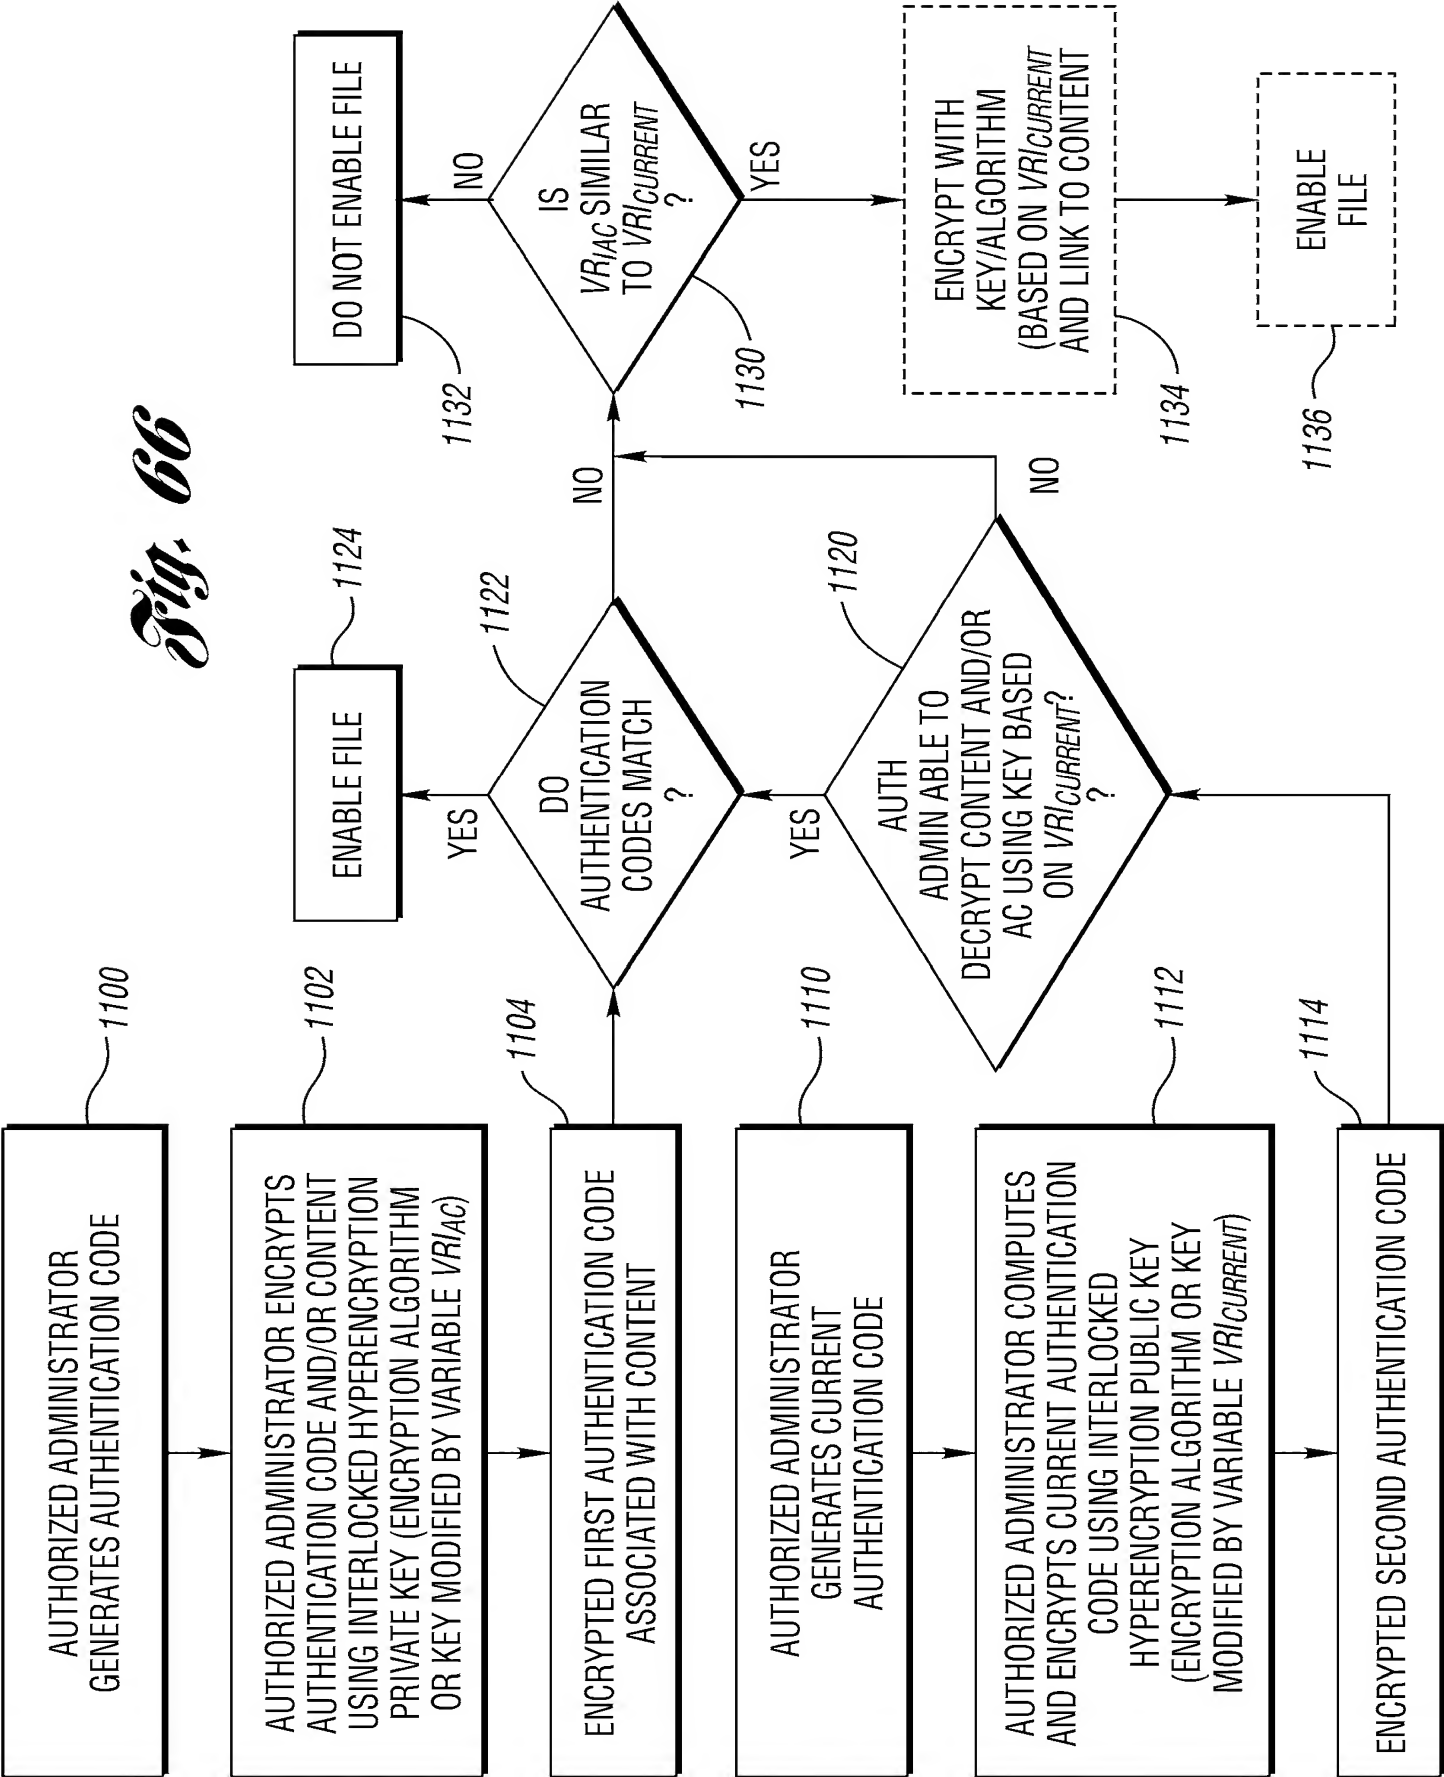 Fig. 66
AUTHORIZED ADMINISTRATOR
GENERATES AUTHENTICATION CODE
1100
AUTHORIZED ADMINISTRATOR ENCRYPTS
AUTHENTICATION CODE AND/OR CONTENT
USING INTERLOCKED HYPERENCRYPTION
PRIVATE KEY (ENCRYPTION ALGORITHM
OR KEY MODIFIED BY VARIABLE VRIAC)
1102
ENCRYPTED FIRST AUTHENTICATION CODE
ASSOCIATED WITH CONTENT
1104
AUTHORIZED ADMINISTRATOR
GENERATES CURRENT
AUTHENTICATION CODE
1110
AUTHORIZED ADMINISTRATOR COMPUTES
AND ENCRYPTS CURRENT AUTHENTICATION
CODE USING INTERLOCKED
HYPERENCRYPTION PUBLIC KEY
(ENCRYPTION ALGORITHM OR KEY
MODIFIED BY VARIABLE VRICURRENT)
1112
ENCRYPTED SECOND AUTHENTICATION CODE
1114
AUTH
ADMIN ABLE TO
DECRYPT CONTENT AND/OR
AC USING KEY BASED
ON VRICURRENT?
?
1120
YES
NO
DO
AUTHENTICATION
CODES MATCH
?
1122
YES
NO
ENABLE FILE
1124
IS
VRIAC SIMILAR
TO VRICURRENT
?
1130
NO
YES
DO NOT ENABLE FILE
1132
ENCRYPT WITH
KEY/ALGORITHM
(BASED ON VRICURRENT
AND LINK TO CONTENT
1134
ENABLE
FILE
1136